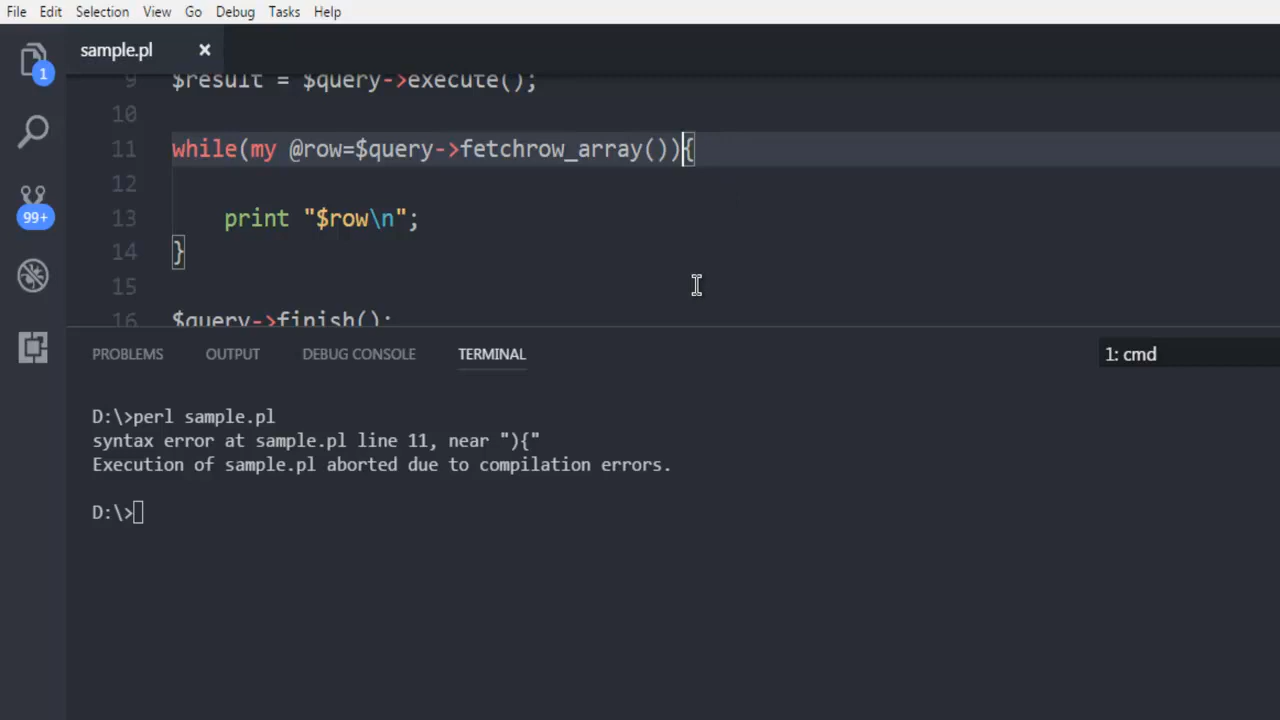 File Edit Selection View Go Debug Tasks Help
sample.pl ×
1
9 $result = $query->execute();
10
11 while(my @row=$query->fetchrow_array()){
12
99+
13 print "$row\n";
14 }
15
16 $query->finish();
PROBLEMS OUTPUT DEBUG CONSOLE TERMINAL 1: cmd
D:\>perl sample.pl
syntax error at sample.pl line 11, near "){"
Execution of sample.pl aborted due to compilation errors.
D:\>